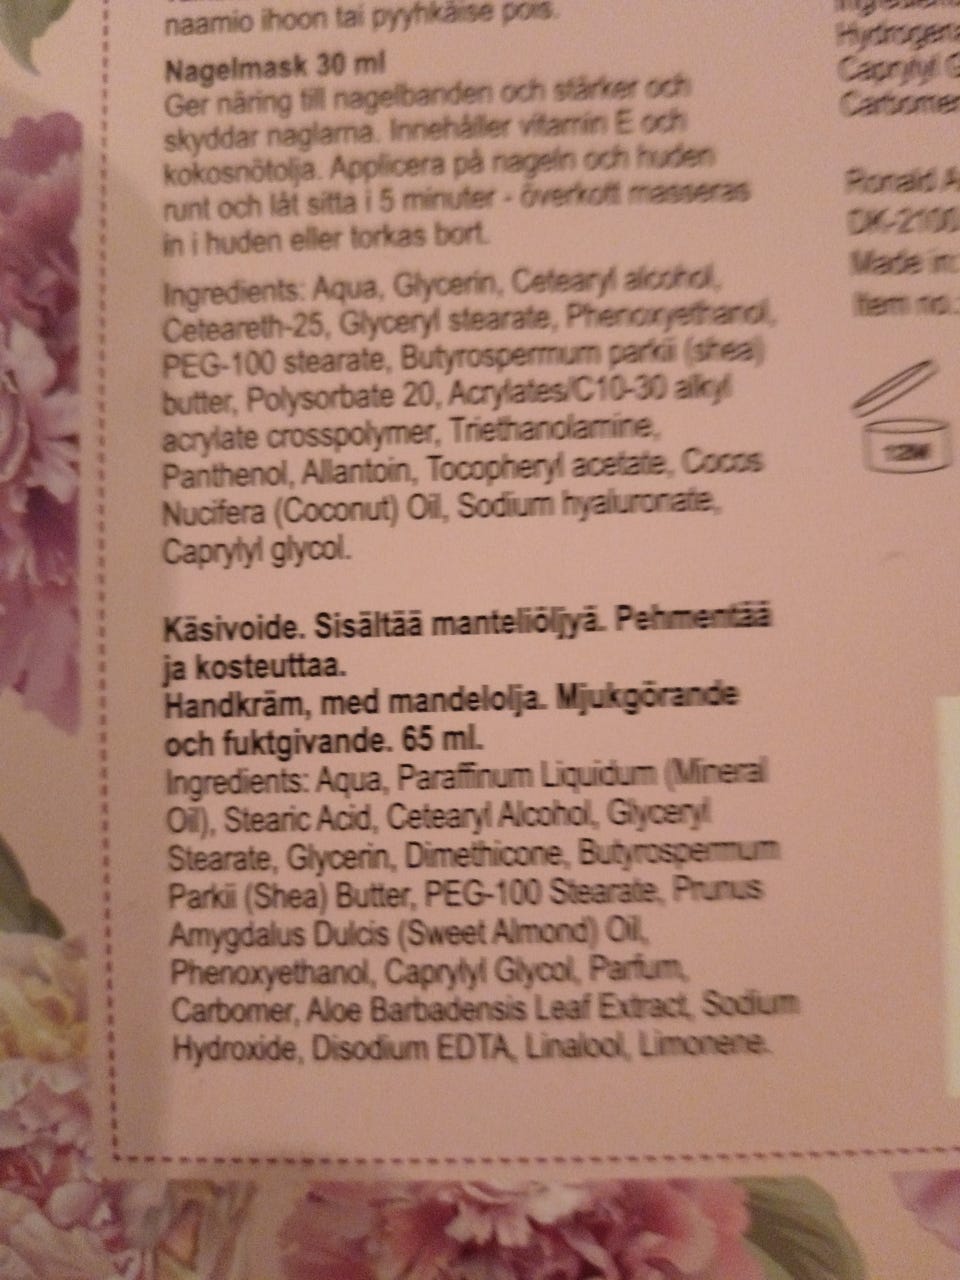 naamio ihoon tai pyyhkäise pois.
Nagelmask 30 ml
Ger näring till nagelbanden och stärker och
skyddar naglarna. Innehåller vitamin E och
kokosnötolja. Applicera på nageln och huden
runt och låt sitta i 5 minuter - överkott masseras
in i huden eller torkas bort.
Ingredients: Aqua, Glycerin, Cetearyl alcohol,
Ceteareth-25, Glyceryl stearate, Phenoxyethanol,
PEG-100 stearate, Butyrospermum parkii (shea)
butter, Polysorbate 20, Acrylates/C10-30 alkyl
acrylate crosspolymer, Triethanolamine,
Panthenol, Allantoin, Tocopheryl acetate, Cocos
Nucifera (Coconut) Oil, Sodium hyaluronate,
Caprylyl glycol.
Käsivoide. Sisältää manteliöljyä. Pehmentää
ja kosteuttaa.
Handkräm, med mandelolja. Mjukgörande
och fuktgivande. 65 ml.
Ingredients: Aqua, Paraffinum Liquidum (Mineral
Oil), Stearic Acid, Cetearyl Alcohol, Glyceryl
Stearate, Glycerin, Dimethicone, Butyrospermum
Parkii (Shea) Butter, PEG-100 Stearate, Prunus
Amygdalus Dulcis (Sweet Almond) Oil,
Phenoxyethanol, Caprylyl Glycol, Parfum,
Carbomer, Aloe Barbadensis Leaf Extract, Sodium
Hydroxide, Disodium EDTA, Linalool, Limonene.
Caprylyl
Carbomer
Ronald
DK-2100
Made in:
Item no.:
12M